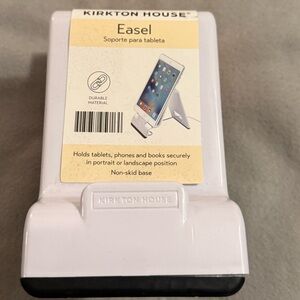 KIRKTON HOUSE
Easel
Soporte para tableta
DURABLE
MATERIAL
Holds tablets, phones and books securely
in portrait or landscape position
Non-skid base
KIRKTON HOUSE